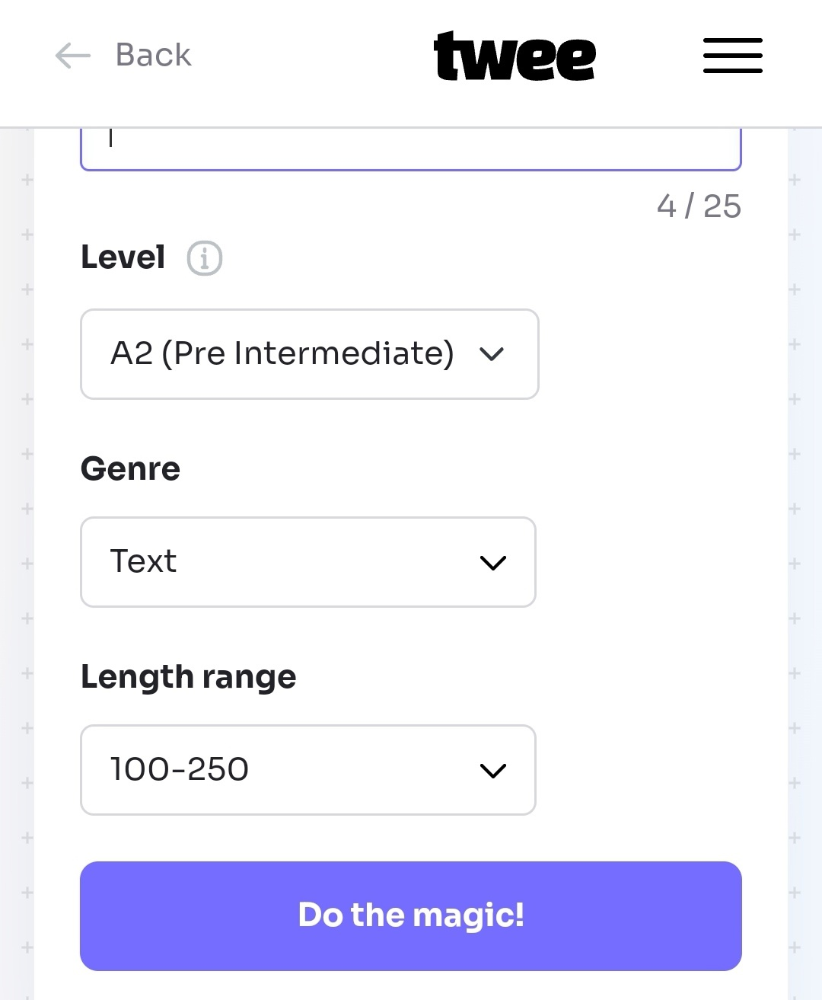 Back
twee
4 / 25
Level
A2 (Pre Intermediate)
Genre
Text
Length range
100-250
Do the magic!